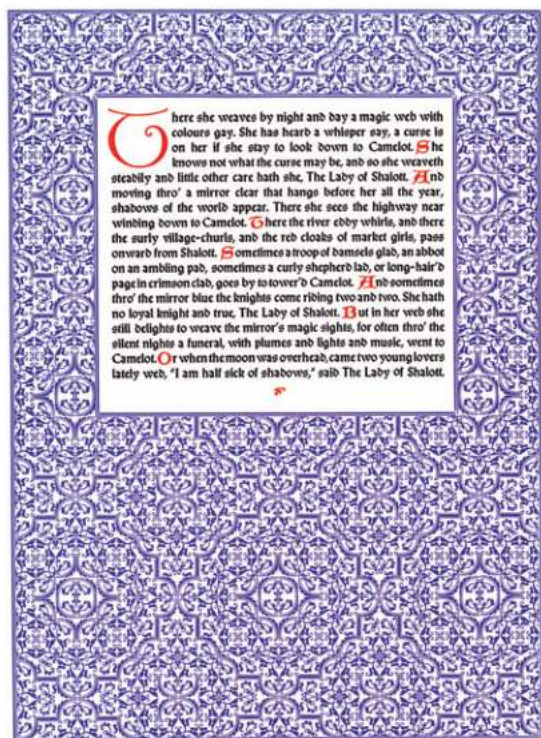 There she weaves by night and day a magic web with
colours gay. She has heard a whisper say, a curse is
on her if she stay to look down to Camelot. She
knows not what the curse may be, and so she weaveth
steadily and little other care hath she, The Lady of Shalott. And
moving thro' a mirror clear that hangs before her all the year,
shadows of the world appear. There she sees the highway near
winding down to Camelot. There the river eddy whirls, and there
the surly village-churls, and the red cloaks of market girls, pass
onward from Shalott. Sometimes a troop of damsels glad, an abbot
on an ambling pad, sometimes a curly shepherd lad, or long-hair'd
page in crimson clad, goes by to tower'd Camelot. And sometimes
thro' the mirror blue the knights come riding two and two. She hath
no loyal knight and true, The Lady of Shalott. But in her web she
still delights to weave the mirror's magic sights, for often thro' the
silent nights a funeral, with plumes and lights and music, went to
Camelot. Or when the moon was overhead, came two young lovers
lately wed, "I am half sick of shadows," said The Lady of Shalott.